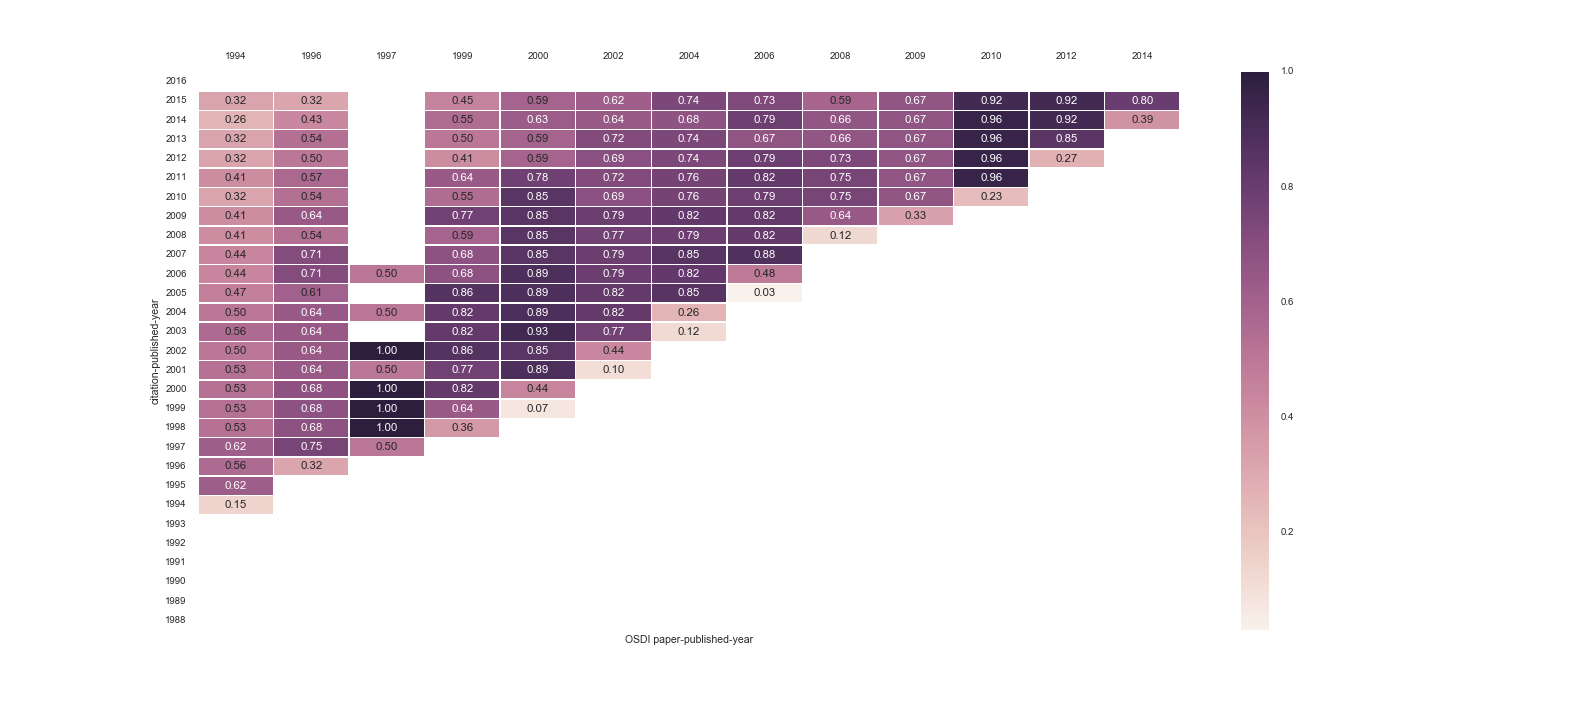 1994 1996 1997 1999 2000 2002 2004 2006 2008 2009 2010 2012 2014
2016
2015 0.32 0.32 0.45 0.59 0.62 0.74 0.73 0.59 0.67 0.92 0.92 0.80
2014 0.26 0.43 0.55 0.63 0.64 0.68 0.79 0.66 0.67 0.96 0.92 0.39
2013 0.32 0.54 0.50 0.59 0.72 0.74 0.67 0.66 0.67 0.96 0.85
2012 0.32 0.50 0.41 0.59 0.69 0.74 0.79 0.73 0.67 0.96 0.27
2011 0.41 0.57 0.64 0.78 0.72 0.76 0.82 0.75 0.67 0.96
2010 0.32 0.54 0.55 0.85 0.69 0.76 0.79 0.75 0.67 0.23
2009 0.41 0.64 0.77 0.85 0.79 0.82 0.82 0.64 0.33
2008 0.41 0.54 0.59 0.85 0.77 0.79 0.82 0.12
2007 0.44 0.71 0.68 0.85 0.79 0.85 0.88
2006 0.44 0.71 0.50 0.68 0.89 0.79 0.82 0.48
2005 0.47 0.61 0.86 0.89 0.82 0.85 0.03
2004 0.50 0.64 0.50 0.82 0.89 0.82 0.26
2003 0.56 0.64 0.82 0.93 0.77 0.12
2002 0.50 0.64 1.00 0.86 0.85 0.44
2001 0.53 0.64 0.50 0.77 0.89 0.10
2000 0.53 0.68 1.00 0.82 0.44
1999 0.53 0.68 1.00 0.64 0.07
1998 0.53 0.68 1.00 0.36
1997 0.62 0.75 0.50
1996 0.56 0.32
1995 0.62
1994 0.15
1993
1992
1991
1990
1989
1988
citation-published-year
OSDI paper-published-year
1.0
0.8
0.6
0.4
0.2